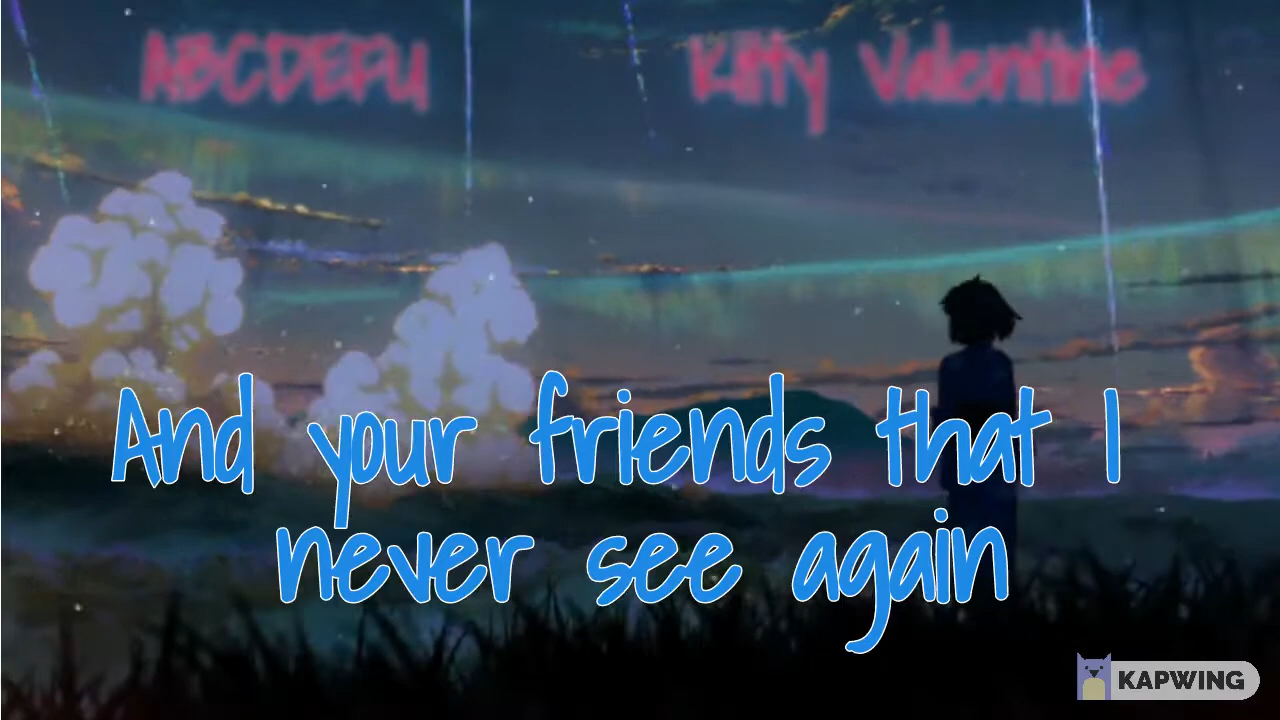 ABCDEFU Kitty Valentine
And your friends that I
never see again
KAPWING